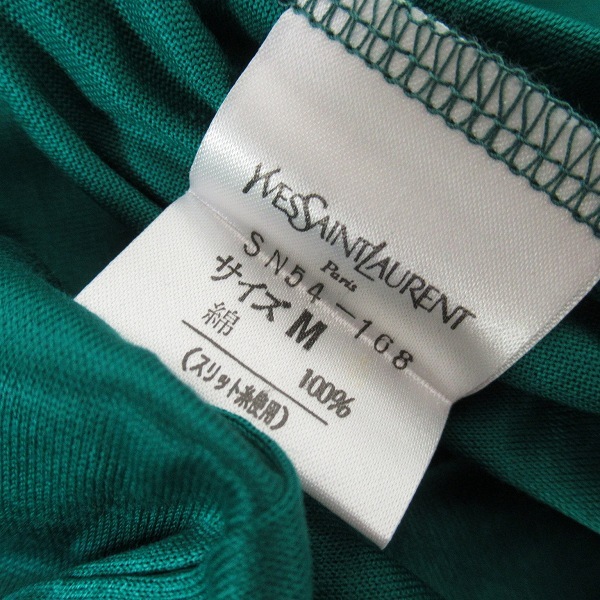 YVESSAINTLAURENT
Paris
SN54-168
サイズ M
綿 100%
(スリット糸使用)